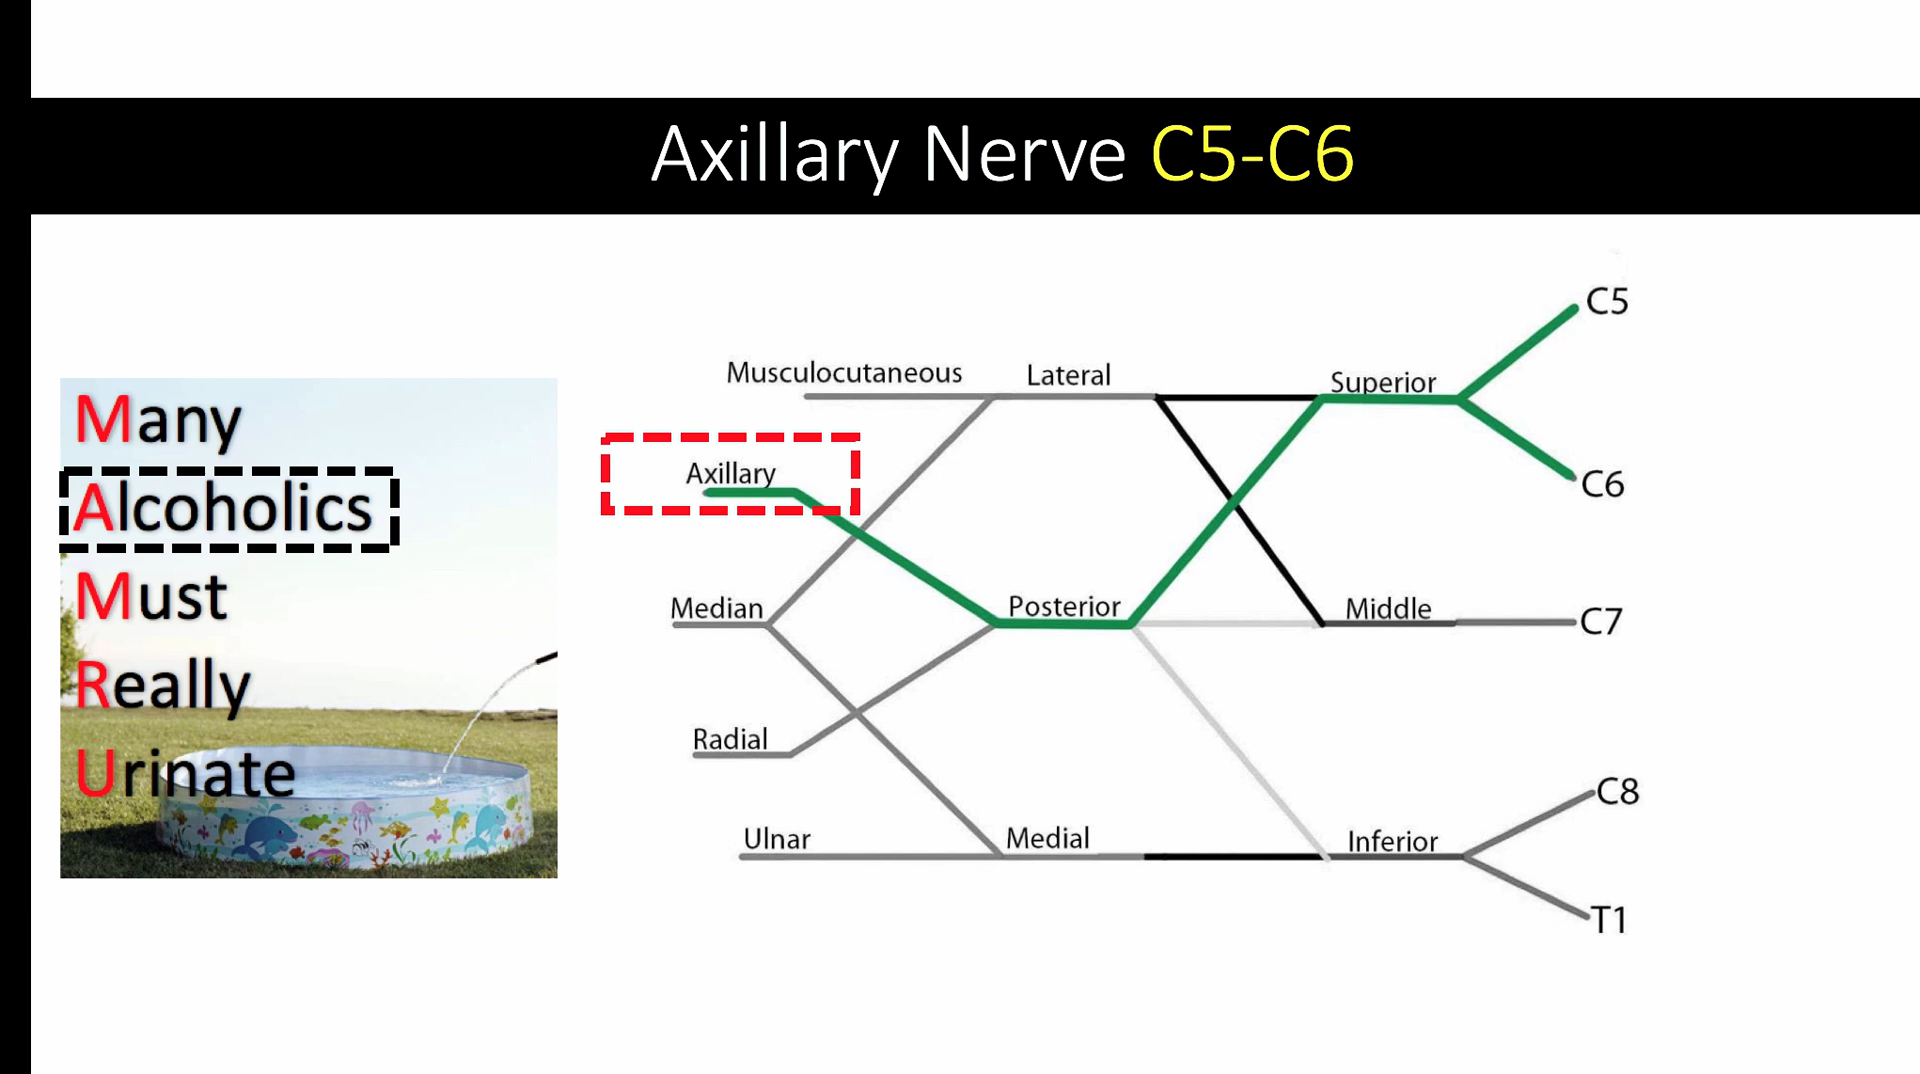 Axillary Nerve C5-C6
Many
Alcoholics
Must
Really
Urinate
Musculocutaneous
Lateral
Superior
C5
Axillary
C6
Median
Posterior
Middle
C7
Radial
Ulnar
Medial
Inferior
C8
T1